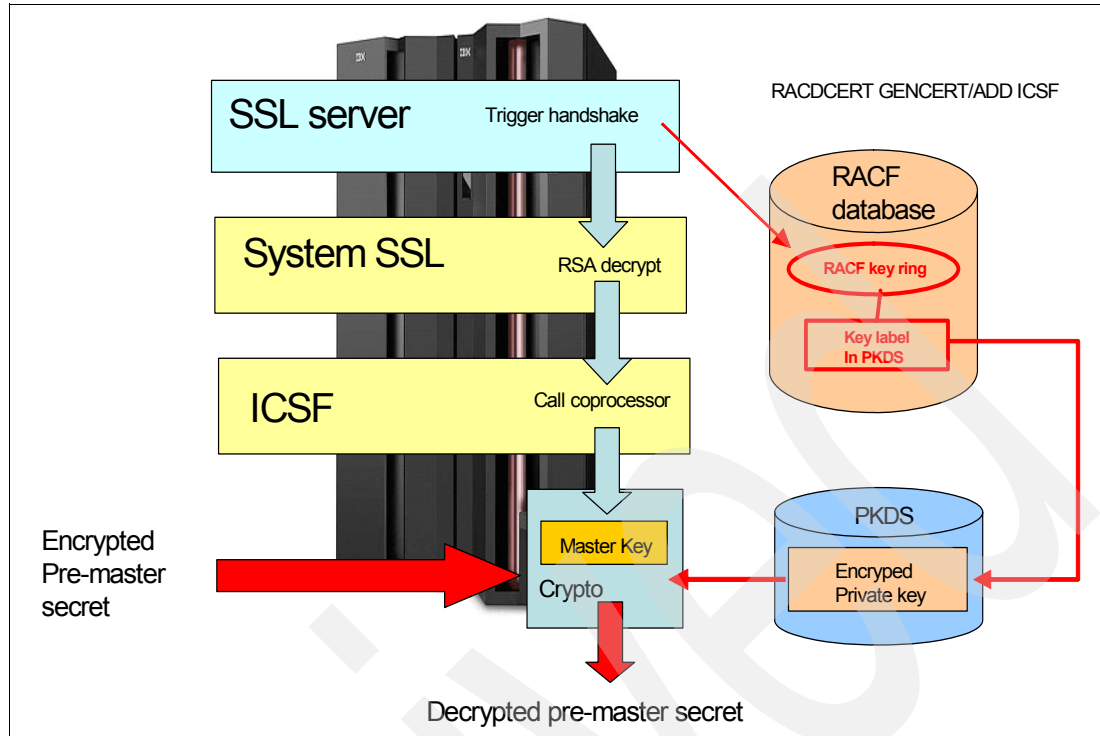 IBM
IBM
SSL server
Trigger handshake
RACDCERT GENCERT/ADD ICSF
RACF
database
System SSL
RSA decrypt
RACF key ring
Key label
In PKDS
ICSF
Call coprocessor
PKDS
Encrypted
Pre-master
secret
Master Key
Crypto
Encryped
Private key
Decrypted pre-master secret